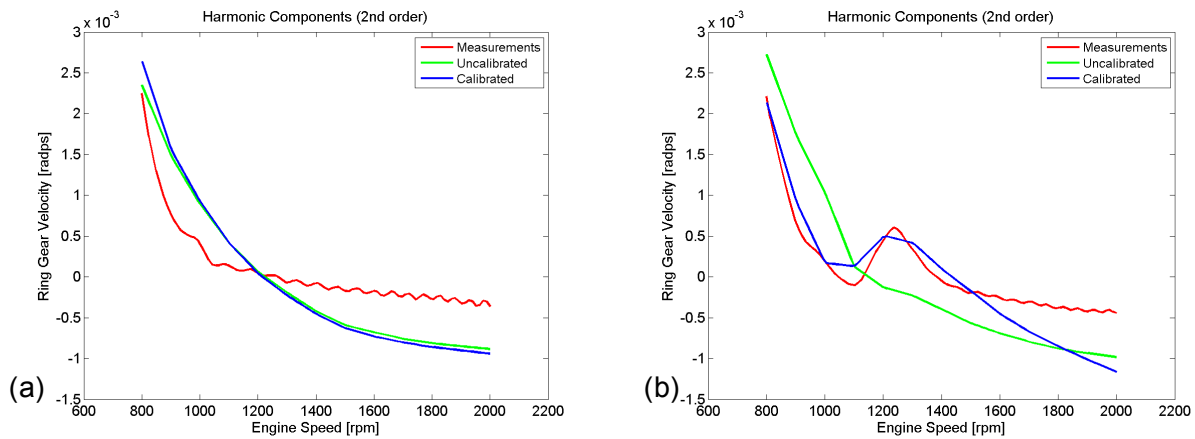 Harmonic Components (2nd order)
x 10⁻³
3
2.5
2
1.5
1
0.5
0
-0.5
-1
-1.5
Ring Gear Velocity [radps]
Measurements
Uncalibrated
Calibrated
600 800 1000 1200 1400 1600 1800 2000 2200
Engine Speed [rpm]
(a)
Harmonic Components (2nd order)
x 10⁻³
3
2.5
2
1.5
1
0.5
0
-0.5
-1
-1.5
Ring Gear Velocity [radps]
Measurements
Uncalibrated
Calibrated
600 800 1000 1200 1400 1600 1800 2000 2200
Engine Speed [rpm]
(b)